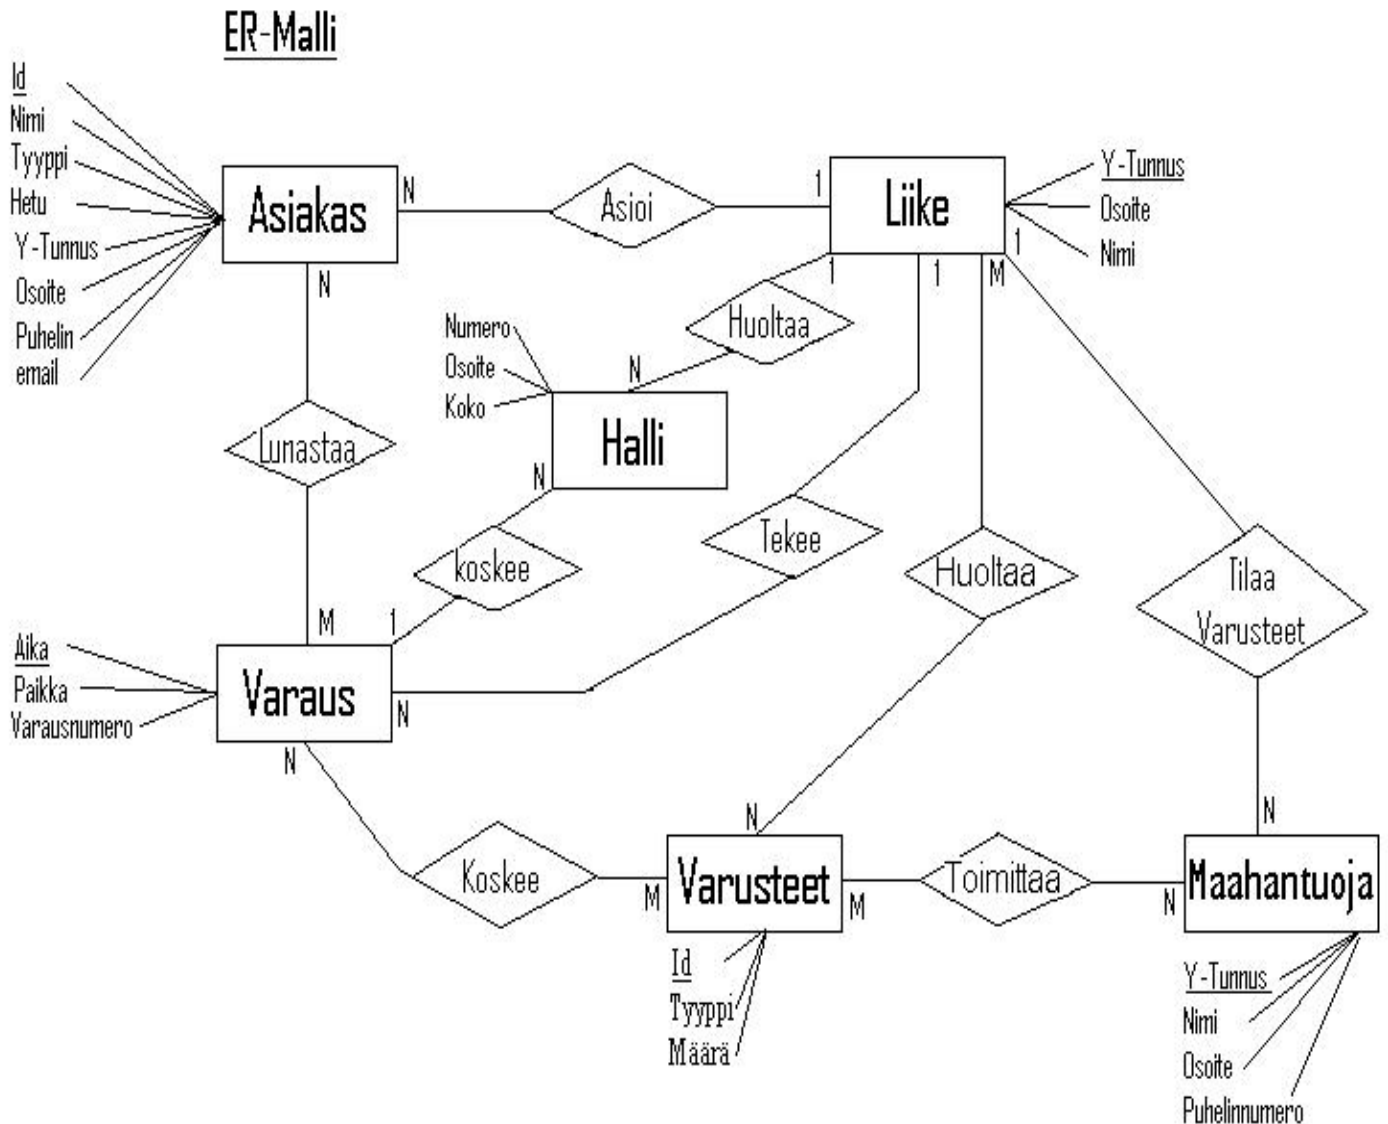 ER-Malli
Id
Nimi
Tyyppi
Hetu
Y-Tunnus
Osoite
Puhelin
email
Asiakas
N
N
Asioi
1
Liike
1
1
M
1
Y-Tunnus
Osoite
Nimi
Huoltaa
N
Numero
Osoite
Koko
Halli
N
Lunastaa
koskee
Tekee
Huoltaa
Tilaa
Varusteet
M
1
Aika
Paikka
Varausnumero
Varaus
N
N
Koskee
M
N
Varusteet
M
Toimittaa
N
N
Maahantuoja
Id
Tyyppi
Määrä
Y-Tunnus
Nimi
Osoite
Puhelinnumero